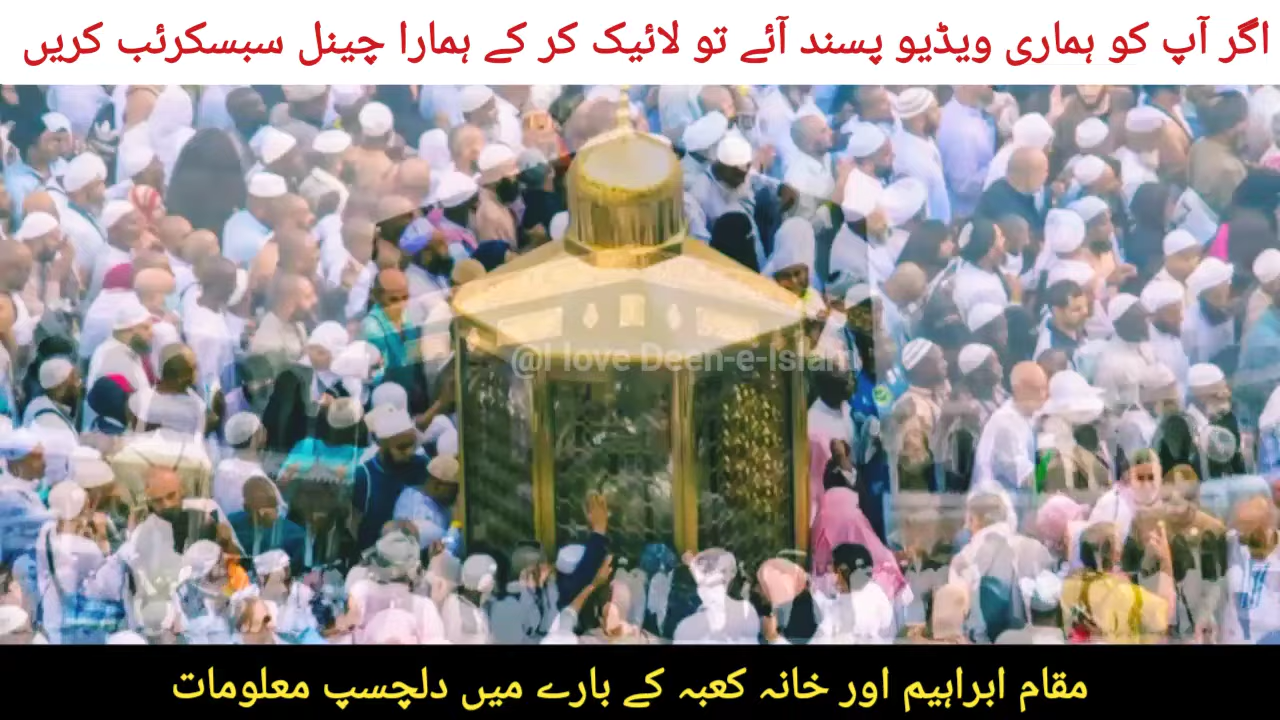 اگر آپ کو ہماری ویڈیو پسند آئے تو لائیک کر کے ہمارا چینل سبسکرئب کریں
@I love Deen-e-Islam
مقام ابراہیم اور خانہ کعبہ کے بارے میں دلچسپ معلومات